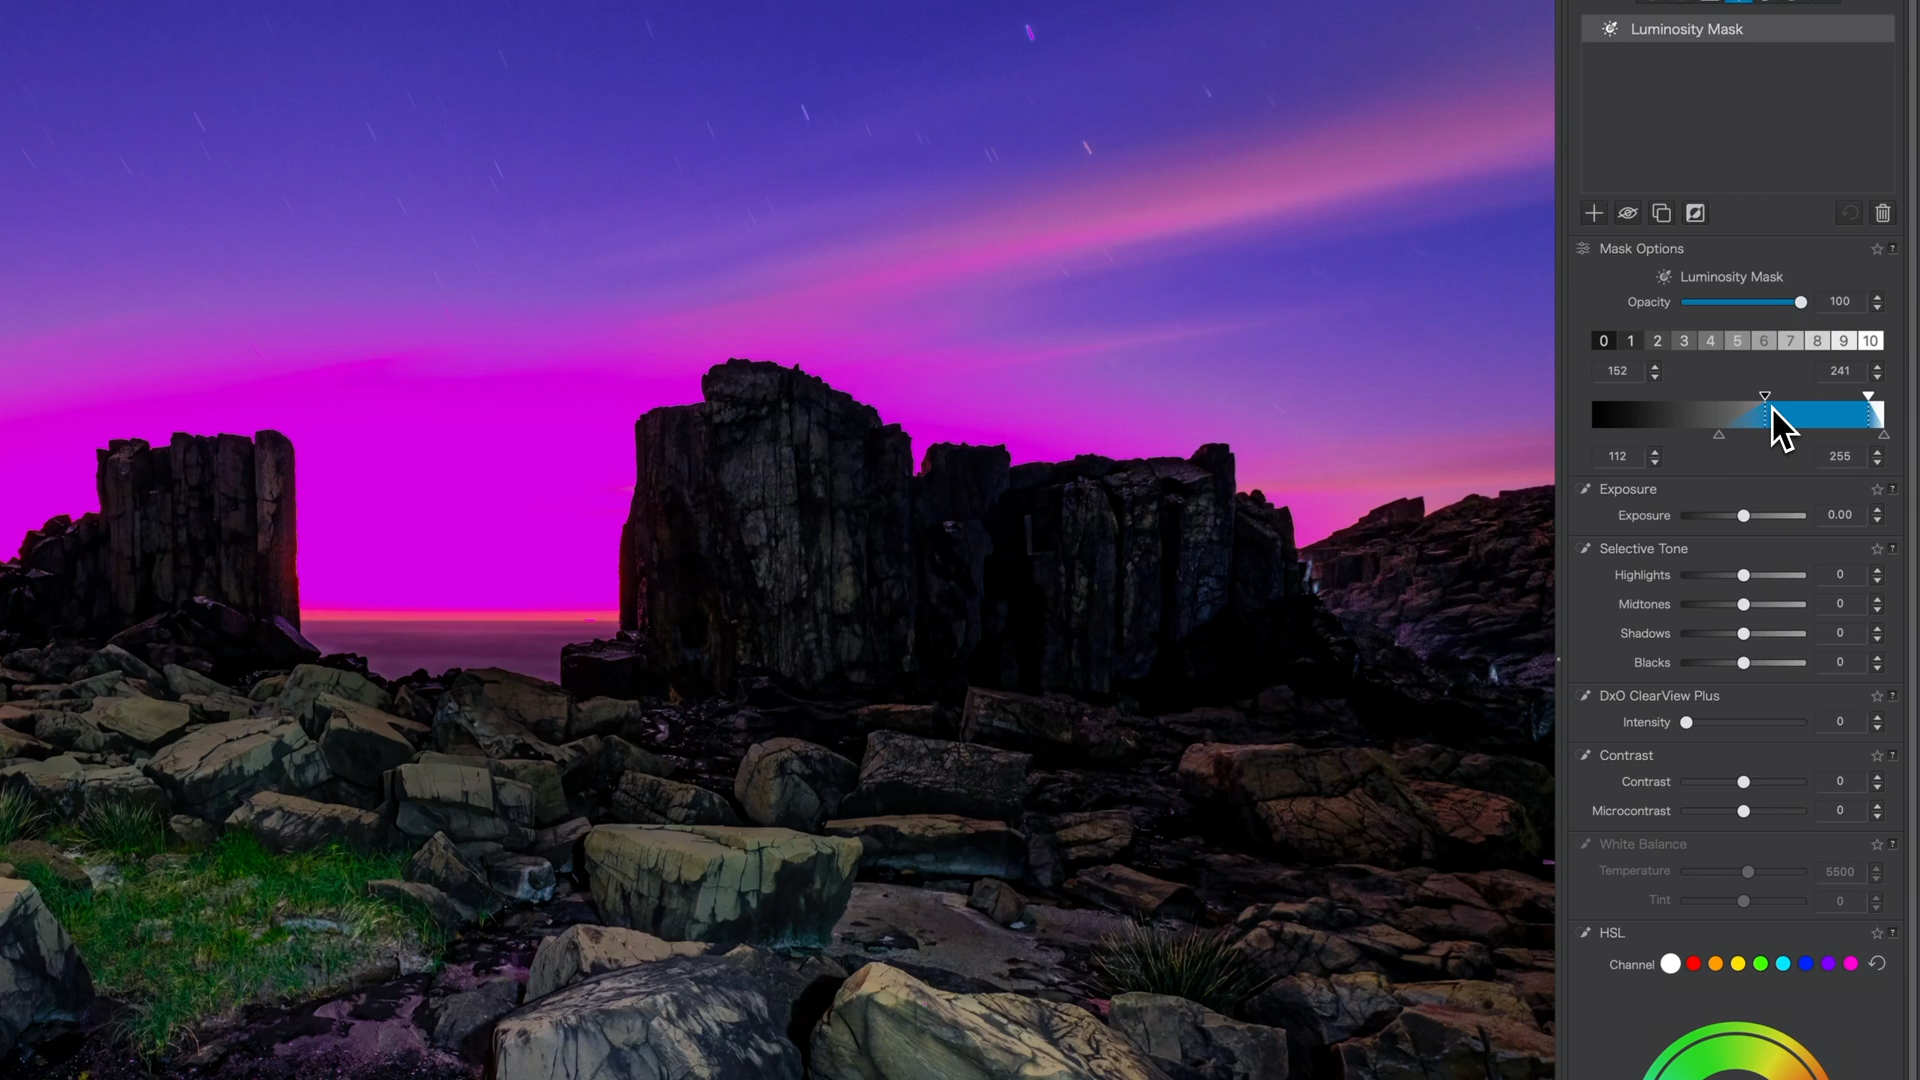 Luminosity Mask
Mask Options
?
Luminosity Mask
Opacity 100
0 1 2 3 4 5 6 7 8 9 10
152 241
112 255
Exposure
?
Exposure 0.00
Selective Tone
?
Highlights 0
Midtones 0
Shadows 0
Blacks 0
DxO ClearView Plus
?
Intensity 0
Contrast
?
Contrast 0
Microcontrast 0
White Balance
?
Temperature 5500
Tint 0
HSL
?
Channel